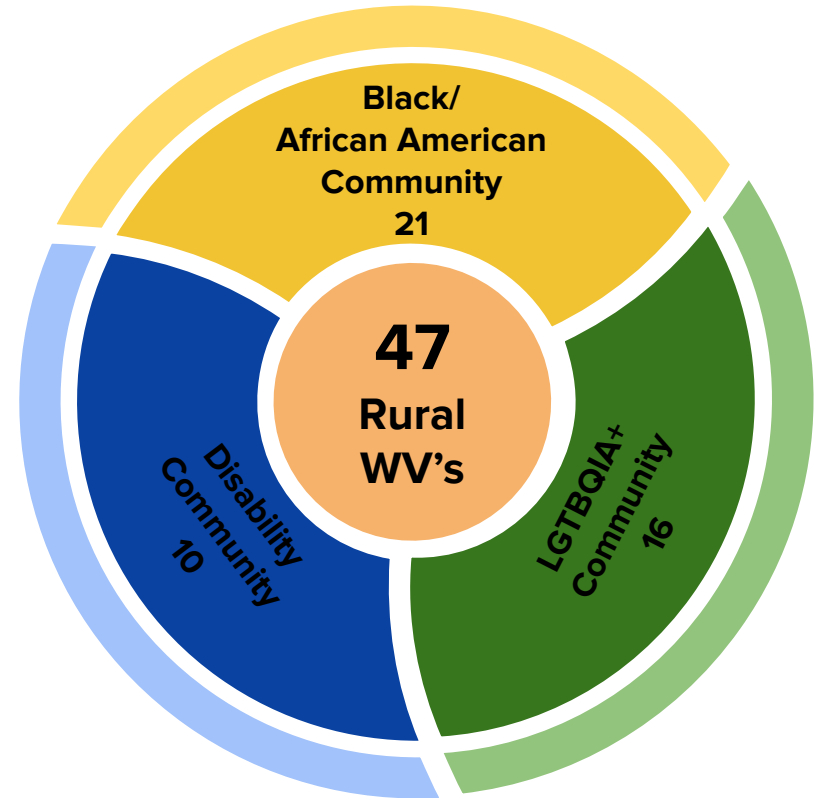 Black/
African American
Community
21
47
Rural
WV's
Disability
Community
10
LGTBQIA+
Community
16